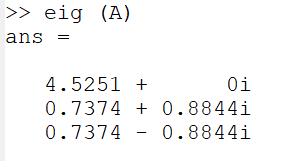 >> eig (A)
ans =
4.5251 + 0i
0.7374 + 0.8844i
0.7374 - 0.8844i